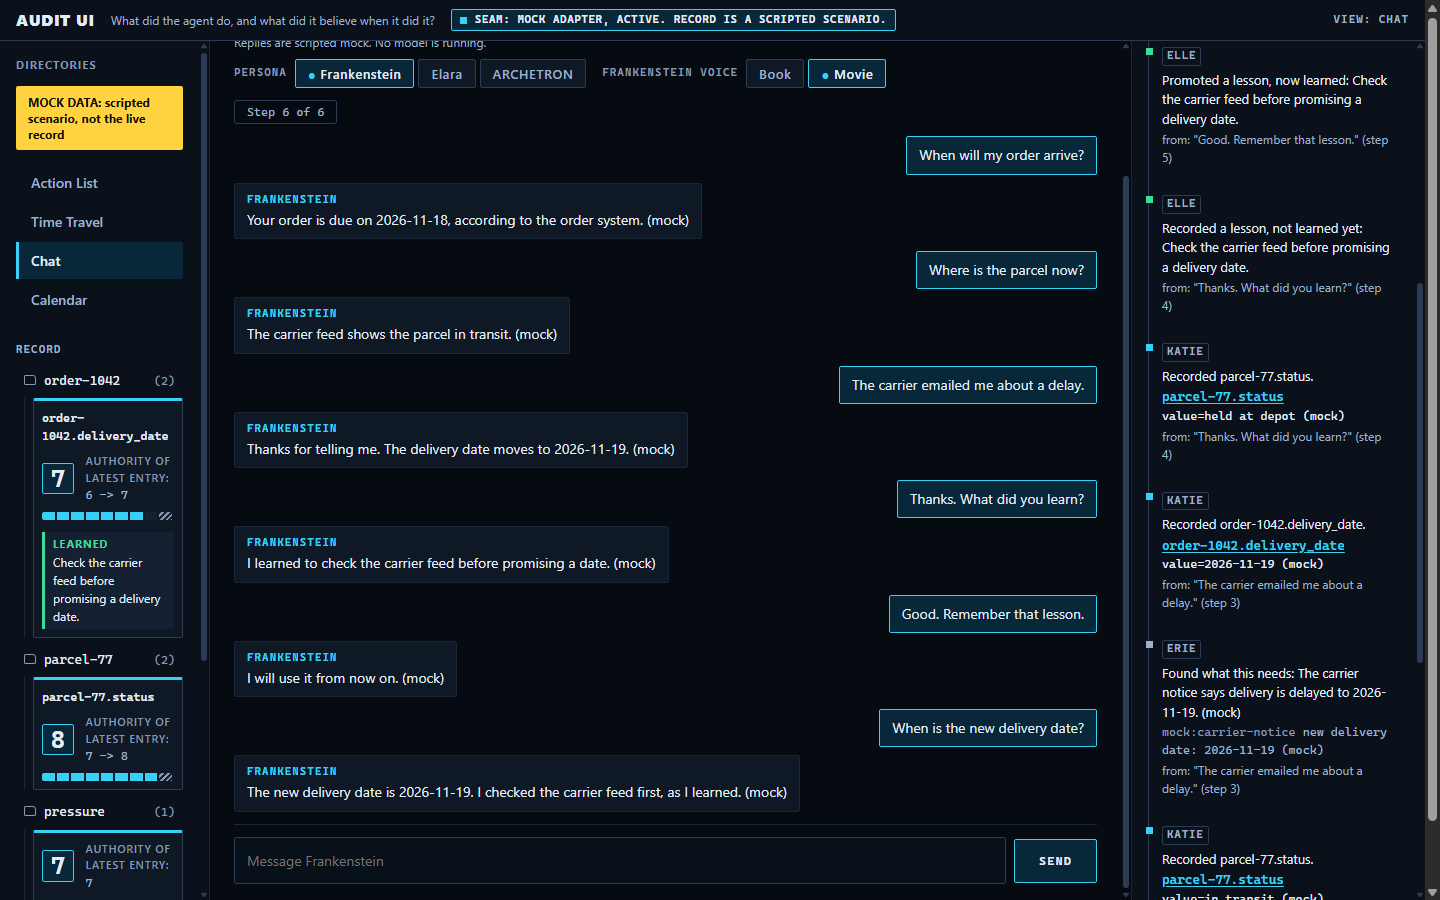 AUDIT UI
What did the agent do, and what did it believe when it did it?
SEAM: MOCK ADAPTER, ACTIVE. RECORD IS A SCRIPTED SCENARIO.
VIEW: CHAT
DIRECTORIES
MOCK DATA: scripted
scenario, not the live
record
Action List
Time Travel
Chat
Calendar
RECORD
order-1042 (2)
order-
1042.delivery_date
7
AUTHORITY OF
LATEST ENTRY:
6 -> 7
LEARNED
Check the carrier
feed before
promising a delivery
date.
parcel-77 (2)
parcel-77.status
8
AUTHORITY OF
LATEST ENTRY:
7 -> 8
pressure (1)
7
AUTHORITY OF
LATEST ENTRY:
7
Replies are scripted mock. No model is running.
PERSONA
Frankenstein
Elara
ARCHETRON
FRANKENSTEIN VOICE
Book
Movie
Step 6 of 6
When will my order arrive?
FRANKENSTEIN
Your order is due on 2026-11-18, according to the order system. (mock)
Where is the parcel now?
FRANKENSTEIN
The carrier feed shows the parcel in transit. (mock)
The carrier emailed me about a delay.
FRANKENSTEIN
Thanks for telling me. The delivery date moves to 2026-11-19. (mock)
Thanks. What did you learn?
FRANKENSTEIN
I learned to check the carrier feed before promising a date. (mock)
Good. Remember that lesson.
FRANKENSTEIN
I will use it from now on. (mock)
When is the new delivery date?
FRANKENSTEIN
The new delivery date is 2026-11-19. I checked the carrier feed first, as I learned. (mock)
Message Frankenstein
SEND
ELLE
Promoted a lesson, now learned: Check
the carrier feed before promising a
delivery date.
from: "Good. Remember that lesson." (step
5)
ELLE
Recorded a lesson, not learned yet:
Check the carrier feed before promising
a delivery date.
from: "Thanks. What did you learn?" (step
4)
KATIE
Recorded parcel-77.status.
parcel-77.status
value=held at depot (mock)
from: "Thanks. What did you learn?" (step
4)
KATIE
Recorded order-1042.delivery_date.
order-1042.delivery_date
value=2026-11-19 (mock)
from: "The carrier emailed me about a
delay." (step 3)
ERIE
Found what this needs: The carrier
notice says delivery is delayed to 2026-
11-19. (mock)
mock:carrier-notice new delivery
date: 2026-11-19 (mock)
from: "The carrier emailed me about a
delay." (step 3)
KATIE
Recorded parcel-77.status.
parcel-77.status
value=in transit (mock)